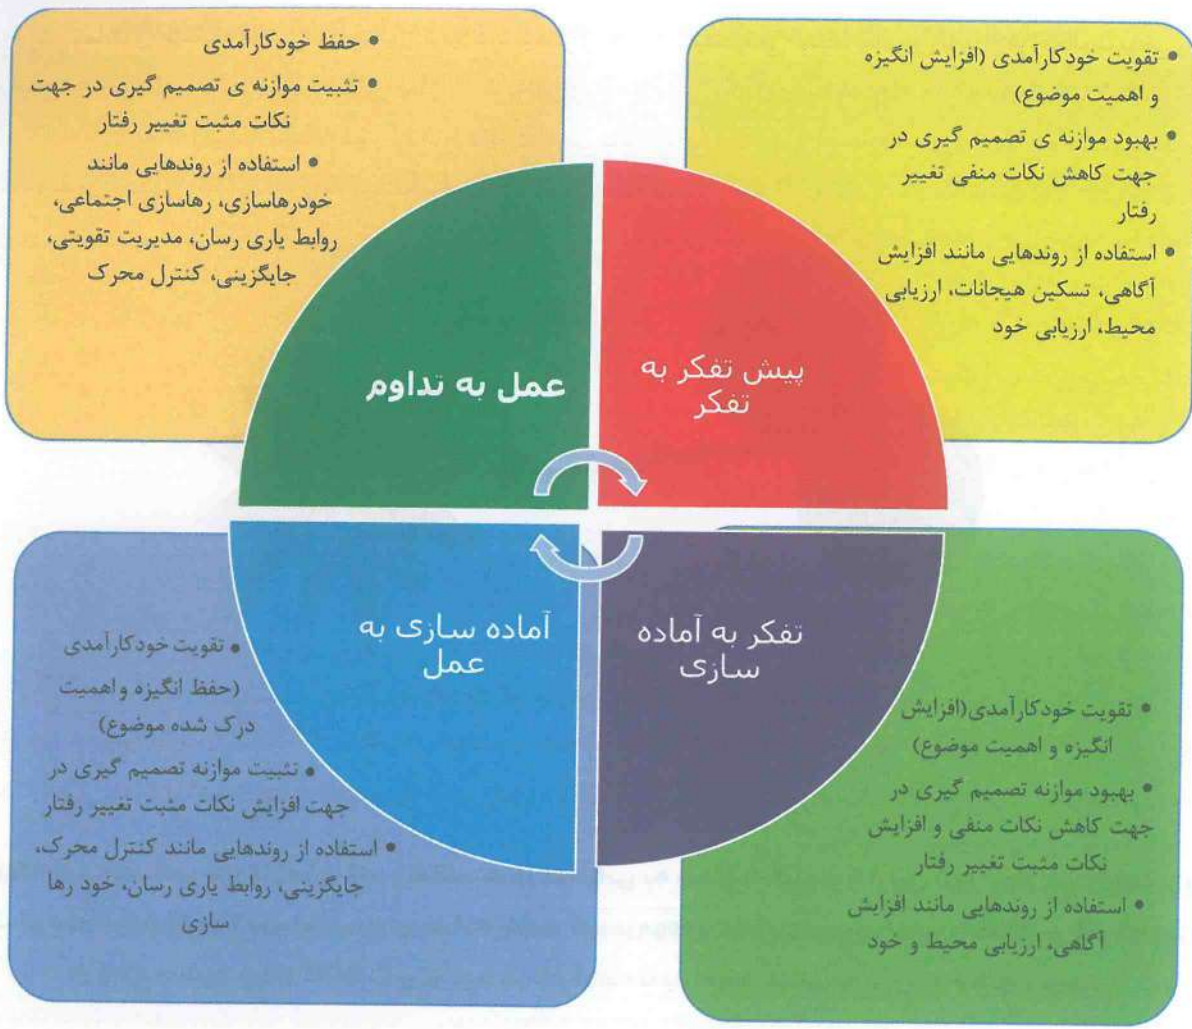 • تقویت خودکارآمدی (افزایش انگیزه
و اهمیت موضوع)
• بهبود موازنه ی تصمیم گیری در
جهت کاهش نکات منفی تغییر
رفتار
• استفاده از روندهایی مانند افزایش
آگاهی، تسکین هیجانات، ارزیابی
محیط، ارزیابی خود
پیش تفکر به
تفکر
• حفظ خودکارآمدی
• تثبیت موازنه ی تصمیم گیری در جهت
نکات مثبت تغییر رفتار
• استفاده از روندهایی مانند
خودرهاسازی، رهاسازی اجتماعی،
روابط یاری رسان، مدیریت تقویتی،
جایگزینی، کنترل محرک
عمل به تداوم
تفکر به آماده
سازی
• تقویت خودکارآمدی(افزایش
انگیزه و اهمیت موضوع)
• بهبود موازنه تصمیم گیری در
جهت کاهش نکات منفی و افزایش
نکات مثبت تغییر رفتار
• استفاده از روندهایی مانند افزایش
آگاهی، ارزیابی محیط و خود
آماده سازی به
عمل
• تقویت خودکارآمدی
(حفظ انگیزه و اهمیت
درک شده موضوع)
• تثبیت موازنه تصمیم گیری در
جهت افزایش نکات مثبت تغییر رفتار
• استفاده از روندهایی مانند کنترل محرک،
جایگزینی، روابط یاری رسان، خود رها
سازی